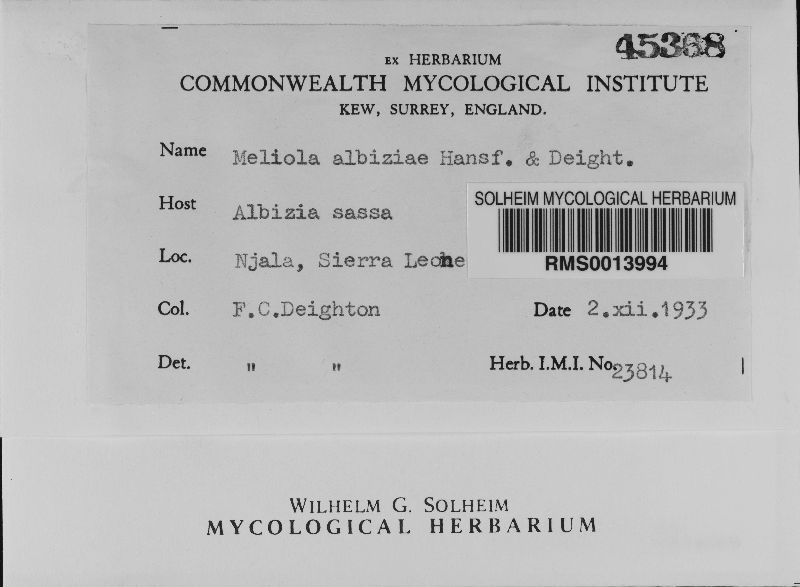 45368
EX HERBARIUM
COMMONWEALTH MYCOLOGICAL INSTITUTE
KEW, SURREY, ENGLAND.
Name Meliola albiziae Hansf. & Deight.
Host Albizia sassa
SOLHEIM MYCOLOGICAL HERBARIUM
RMS0013994
Loc. Njala, Sierra Leone
Col. F.C.Deighton Date 2.xii.1933
Det. " " Herb. I.M.I. No. 23814
WILHELM G. SOLHEIM
MYCOLOGICAL HERBARIUM